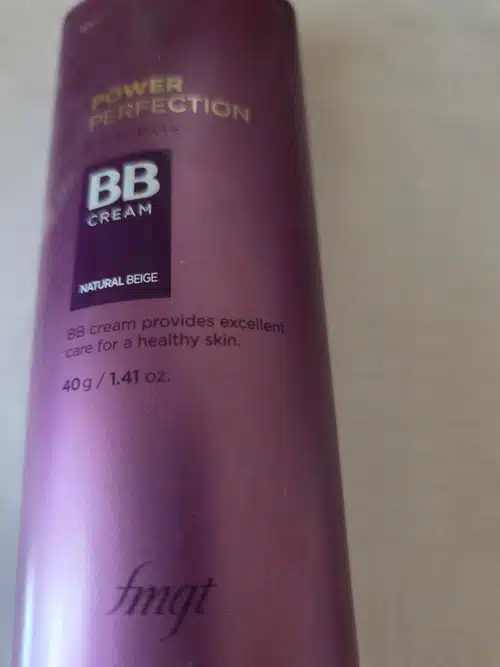 POWER
PERFECTION
BB
CREAM
NATURAL BEIGE
BB cream provides excellent
care for a healthy skin.
40g / 1.41 oz.
fmgt